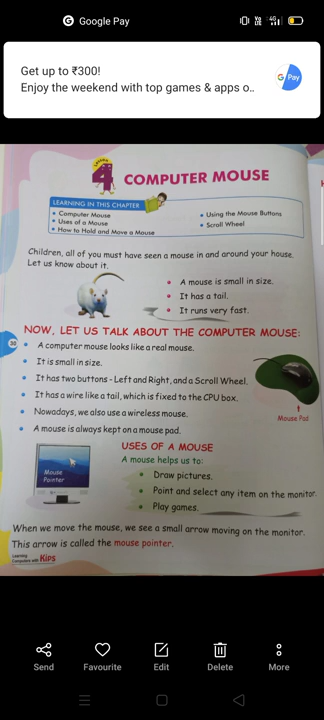 Google Pay
Vo
LTE
4G
Get up to ₹300!
Enjoy the weekend with top games & apps o..
G Pay
LESSON
4 COMPUTER MOUSE
LEARNING IN THIS CHAPTER
• Computer Mouse
• Uses of a Mouse
• How to Hold and Move a Mouse
• Using the Mouse Buttons
• Scroll Wheel
Children, all of you must have seen a mouse in and around your house.
Let us know about it.
• A mouse is small in size.
• It has a tail.
• It runs very fast.
NOW, LET US TALK ABOUT THE COMPUTER MOUSE:
30
• A computer mouse looks like a real mouse.
• It is small in size.
• It has two buttons - Left and Right, and a Scroll Wheel.
• It has a wire like a tail, which is fixed to the CPU box.
• Nowadays, we also use a wireless mouse.
• A mouse is always kept on a mouse pad.
Mouse Pad
USES OF A MOUSE
A mouse helps us to:
• Draw pictures.
• Point and select any item on the monitor.
• Play games.
Mouse
Pointer
When we move the mouse, we see a small arrow moving on the monitor.
This arrow is called the mouse pointer.
Learning
Computers with Kips
Send
Favourite
Edit
Delete
More